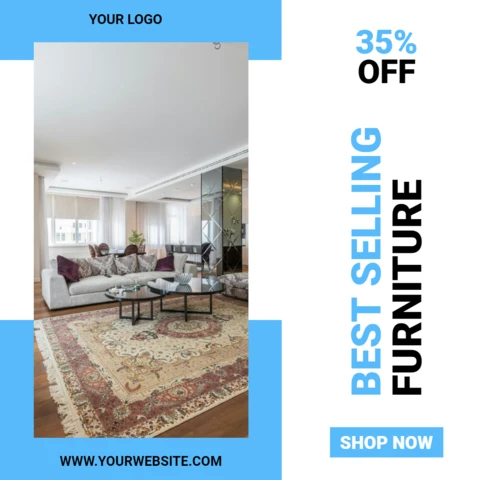 YOUR LOGO
35%
OFF
BEST SELLING
FURNITURE
SHOP NOW
WWW.YOURWEBSITE.COM